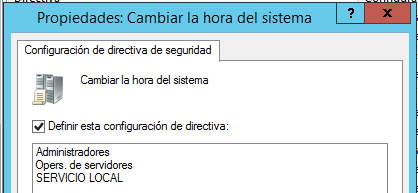 Propiedades: Cambiar la hora del sistema
?
x
Configuración de directiva de seguridad
Cambiar la hora del sistema
Definir esta configuración de directiva:
Administradores
Opers. de servidores
SERVICIO LOCAL